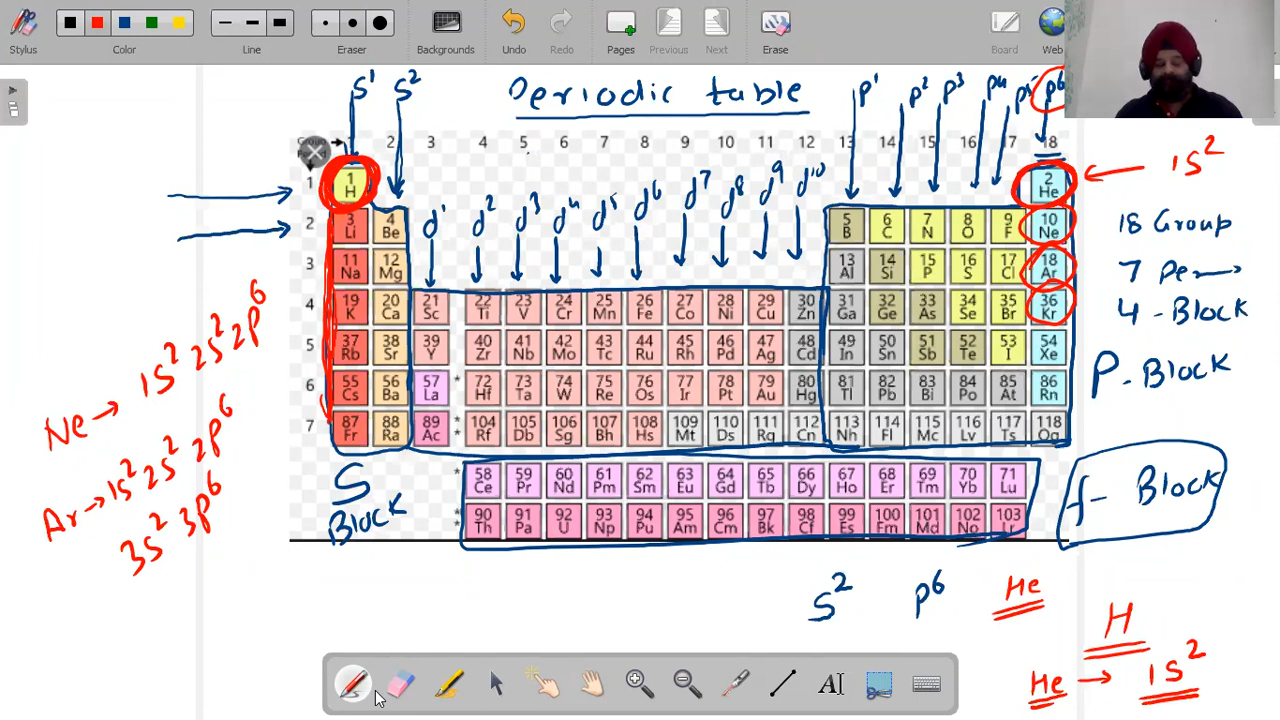 Stylus Color Line Eraser Backgrounds Undo Redo Pages Previous Next Erase Board Web
Periodic table
s¹ s² p¹ p² p³ p4 p5 p6
Group 2 3 4 5 6 7 8 9 10 11 12 13 14 15 16 17 18
Period
d¹ d² d³ d⁴ d⁵ d⁶ d⁷ d⁸ d⁹ d¹⁰
1 1 H 2 He
2 3 Li 4 Be 5 B 6 C 7 N 8 O 9 F 10 Ne
3 11 Na 12 Mg 13 Al 14 Si 15 P 16 S 17 Cl 18 Ar
4 19 K 20 Ca 21 Sc 22 Ti 23 V 24 Cr 25 Mn 26 Fe 27 Co 28 Ni 29 Cu 30 Zn 31 Ga 32 Ge 33 As 34 Se 35 Br 36 Kr
5 37 Rb 38 Sr 39 Y 40 Zr 41 Nb 42 Mo 43 Tc 44 Ru 45 Rh 46 Pd 47 Ag 48 Cd 49 In 50 Sn 51 Sb 52 Te 53 I 54 Xe
6 55 Cs 56 Ba 57 La * 72 Hf 73 Ta 74 W 75 Re 76 Os 77 Ir 78 Pt 79 Au 80 Hg 81 Tl 82 Pb 83 Bi 84 Po 85 At 86 Rn
7 87 Fr 88 Ra 89 Ac * * 104 Rf 105 Db 106 Sg 107 Bh 108 Hs 109 Mt 110 Ds 111 Rg 112 Cn 113 Nh 114 Fl 115 Mc 116 Lv 117 Ts 118 Og
* 58 Ce 59 Pr 60 Nd 61 Pm 62 Sm 63 Eu 64 Gd 65 Tb 66 Dy 67 Ho 68 Er 69 Tm 70 Yb 71 Lu
* * 90 Th 91 Pa 92 U 93 Np 94 Pu 95 Am 96 Cm 97 Bk 98 Cf 99 Es 100 Fm 101 Md 102 No 103 Lr
1s²
18 Group
7
4 - Block
P - Block
f - Block
Ne → 1s² 2s² 2p⁶
Ar → 1s² 2s² 2p⁶
3s² 3p⁶
S
Block
s² p⁶ He
H
He → 1s²
AI